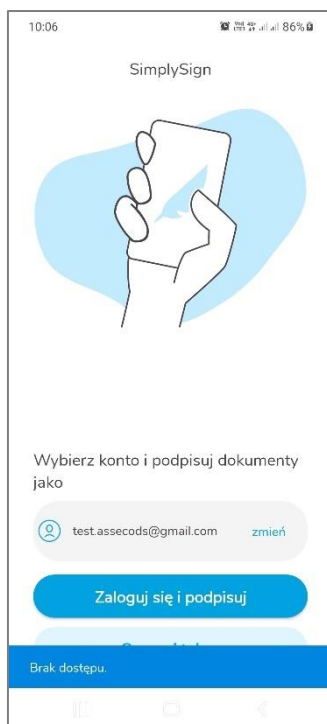 10:06
86%
SimplySign
Wybierz konto i podpisuj dokumenty
jako
test.assecods@gmail.com
zmień
Zaloguj się i podpisuj
Brak dostępu.